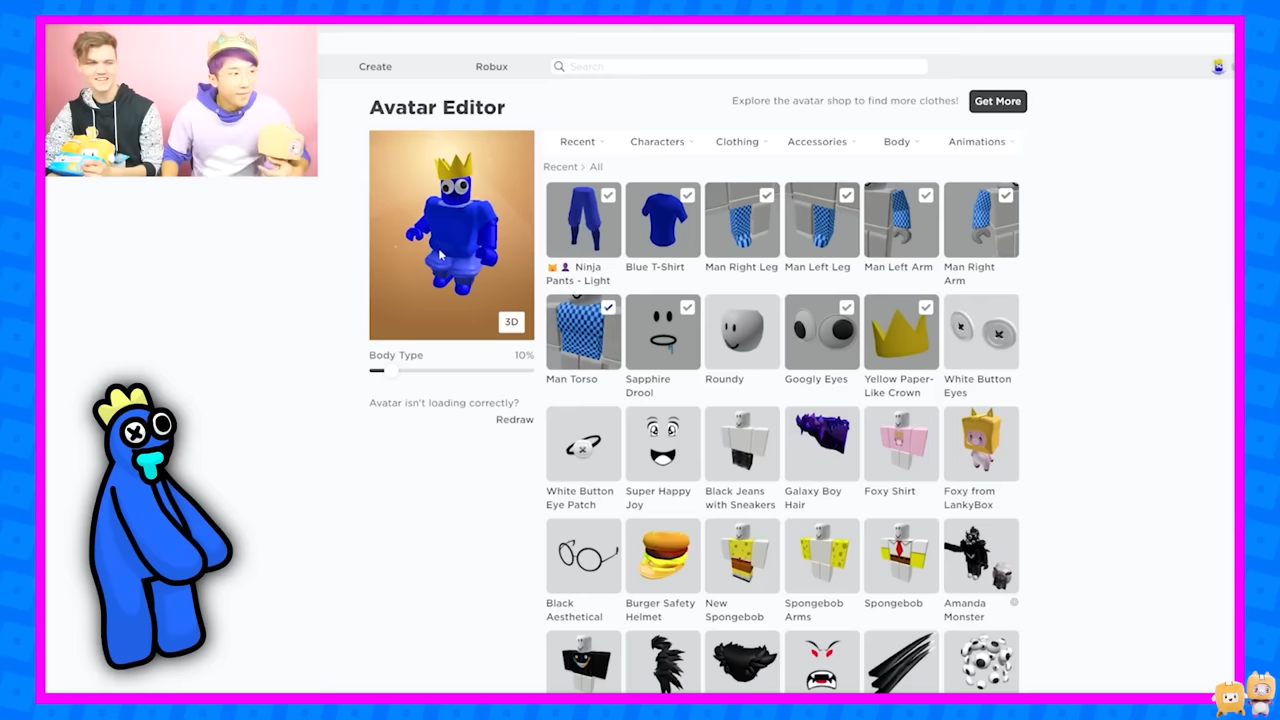 Create
Robux
Search
Avatar Editor
Explore the avatar shop to find more clothes!
Get More
Recent
Characters
Clothing
Accessories
Body
Animations
Recent > All
3D
Body Type
10%
Avatar isn't loading correctly?
Redraw
Ninja
Pants - Light
Blue T-Shirt
Man Right Leg
Man Left Leg
Man Left Arm
Man Right
Arm
Man Torso
Sapphire
Drool
Roundy
Googly Eyes
Yellow Paper-
Like Crown
White Button
Eyes
White Button
Eye Patch
Super Happy
Joy
Black Jeans
with Sneakers
Galaxy Boy
Hair
Foxy Shirt
Foxy from
LankyBox
Black
Aesthetical
Burger Safety
Helmet
New
Spongebob
Spongebob
Arms
Spongebob
Amanda
Monster